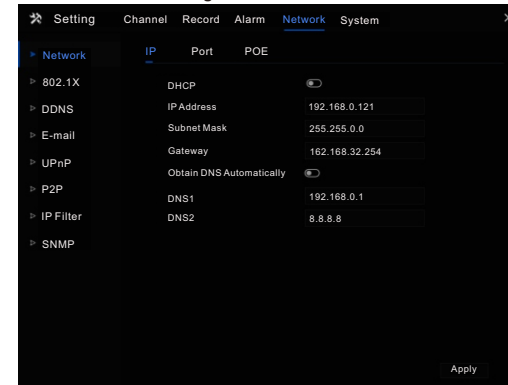 Setting Channel Record Alarm Network System
Network
802.1X
DDNS
E-mail
UPnP
P2P
IP Filter
SNMP
IP Port POE
DHCP
IP Address 192.168.0.121
Subnet Mask 255.255.0.0
Gateway 162.168.32.254
Obtain DNS Automatically
DNS1 192.168.0.1
DNS2 8.8.8.8
Apply